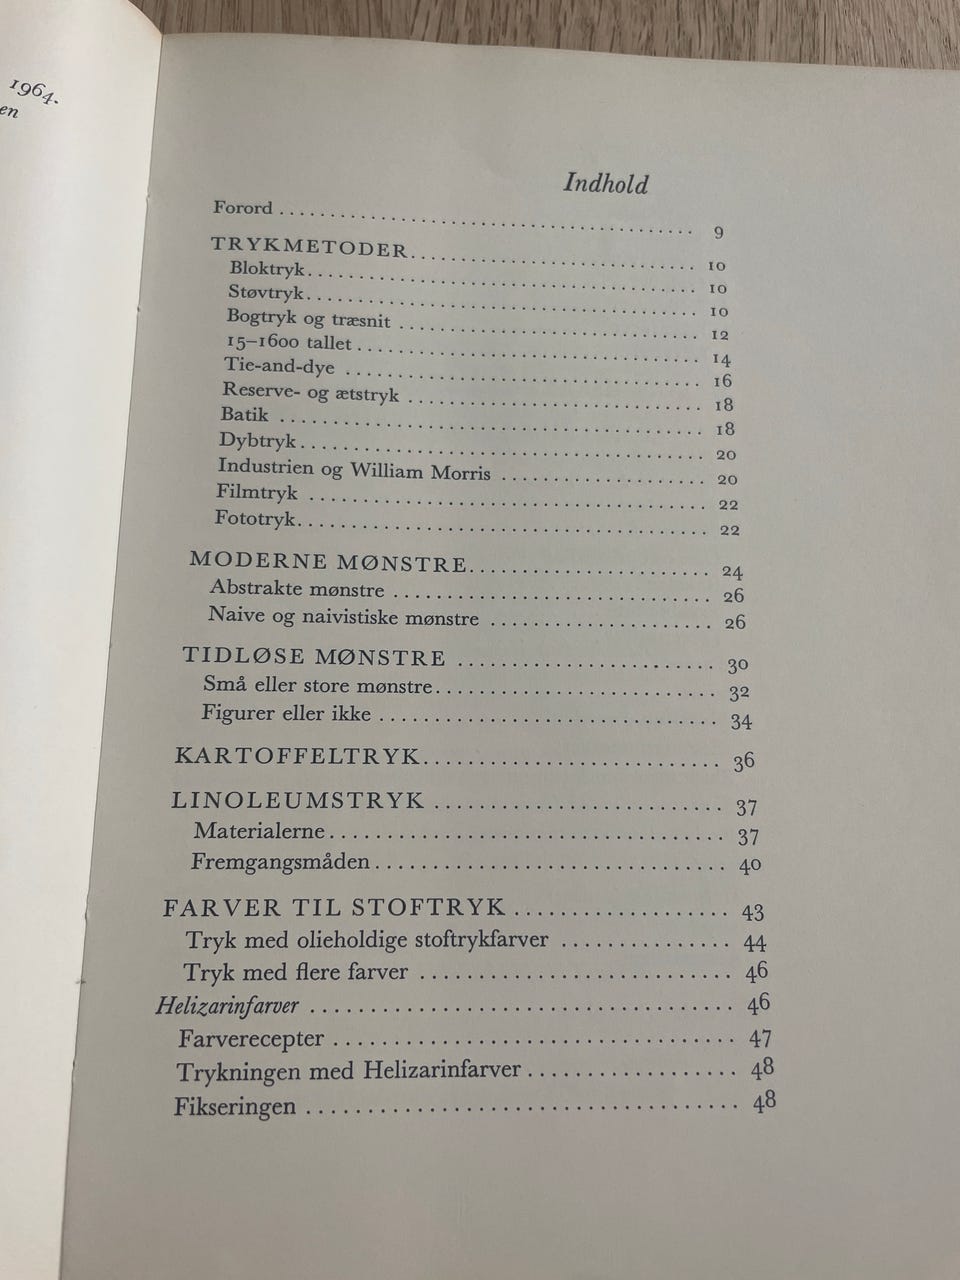 1964.
en
Indhold
Forord ........................................ 9
TRYKMETODER............................ 10
Bloktryk...................................... 10
Støvtryk...................................... 10
Bogtryk og træsnit ............................. 12
15–1600 tallet ................................. 14
Tie-and-dye ................................... 16
Reserve- og ætstryk ............................. 18
Batik ......................................... 18
Dybtryk....................................... 20
Industrien og William Morris .................... 20
Filmtryk ...................................... 22
Fototryk....................................... 22
MODERNE MØNSTRE........................ 24
Abstrakte mønstre ............................... 26
Naive og naivistiske mønstre ...................... 26
TIDLØSE MØNSTRE ......................... 30
Små eller store mønstre........................... 32
Figurer eller ikke ................................ 34
KARTOFFELTRYK............................ 36
LINOLEUMSTRYK ........................... 37
Materialerne..................................... 37
Fremgangsmåden................................. 40
FARVER TIL STOFTRYK .................... 43
Tryk med olieholdige stoftrykfarver ............... 44
Tryk med flere farver ............................ 46
Helizarinfarver ................................... 46
Farverecepter ................................... 47
Trykningen med Helizarinfarver ................... 48
Fikseringen ..................................... 48